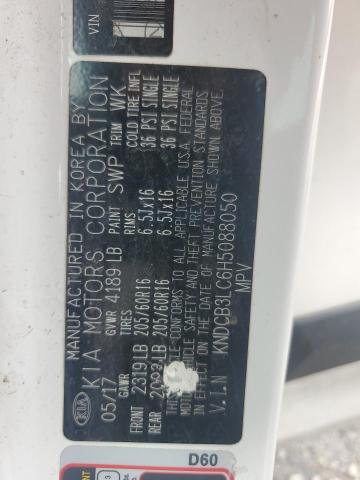 VIN
MANUFACTURED IN KOREA BY
KIA KIA MOTORS CORPORATION
05/17 GVWR 4189 LB PAINT SWP TRIM WK
GAWR TIRES RIMS COLD TIRE INFL
2319 LB 205/60R16 6.5Jx16 36 PSI SINGLE
REAR LB 205/60R16 6.5Jx16 36 PSI SINGLE
THIS CONFORMS TO ALL APPLICABLE U.S.A. FEDERAL
MOTOR VEHICLE SAFETY AND THEFT PREVENTION STANDARDS
IN EFFECT ON THE DATE OF MANUFACTURE SHOWN ABOVE.
V.I.N KNDCB3LC6H5088050
MPV
D60